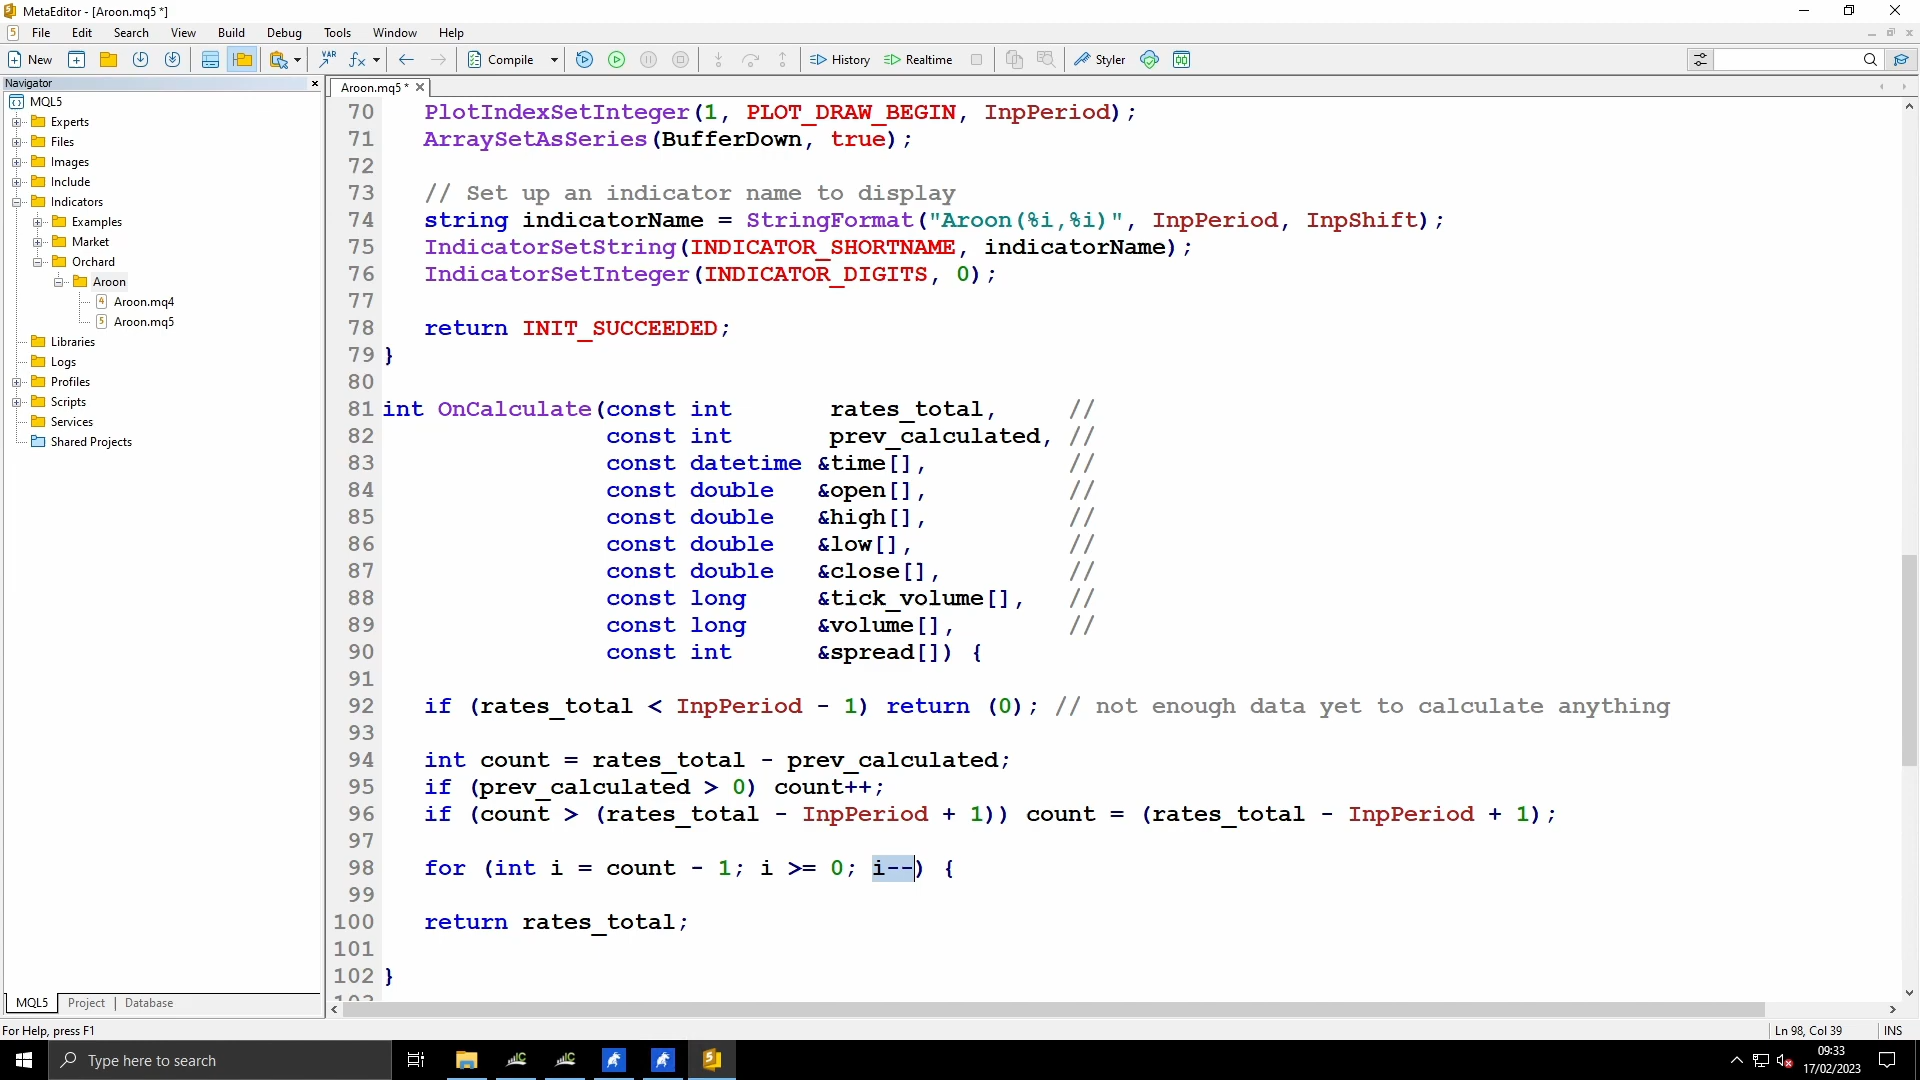 MetaEditor - [Aroon.mq5 *]
File Edit Search View Build Debug Tools Window Help
New VAR Compile History Realtime Styler
Navigator
MQL5
Experts
Files
Images
Include
Indicators
Examples
Market
Orchard
Aroon
Aroon.mq4
Aroon.mq5
Libraries
Logs
Profiles
Scripts
Services
Shared Projects
MQL5 Project Database
Aroon.mq5 *
70 PlotIndexSetInteger(1, PLOT_DRAW_BEGIN, InpPeriod);
71 ArraySetAsSeries(BufferDown, true);
72
73 // Set up an indicator name to display
74 string indicatorName = StringFormat("Aroon(%i,%i)", InpPeriod, InpShift);
75 IndicatorSetString(INDICATOR_SHORTNAME, indicatorName);
76 IndicatorSetInteger(INDICATOR_DIGITS, 0);
77
78 return INIT_SUCCEEDED;
79 }
80
81 int OnCalculate(const int rates_total, //
82 const int prev_calculated, //
83 const datetime &time[], //
84 const double &open[], //
85 const double &high[], //
86 const double &low[], //
87 const double &close[], //
88 const long &tick_volume[], //
89 const long &volume[], //
90 const int &spread[]) {
91
92 if (rates_total < InpPeriod - 1) return (0); // not enough data yet to calculate anything
93
94 int count = rates_total - prev_calculated;
95 if (prev_calculated > 0) count++;
96 if (count > (rates_total - InpPeriod + 1)) count = (rates_total - InpPeriod + 1);
97
98 for (int i = count - 1; i >= 0; i--) {
99
100 return rates_total;
101
102 }
For Help, press F1
Ln 98, Col 39 INS
Type here to search
09:33
17/02/2023